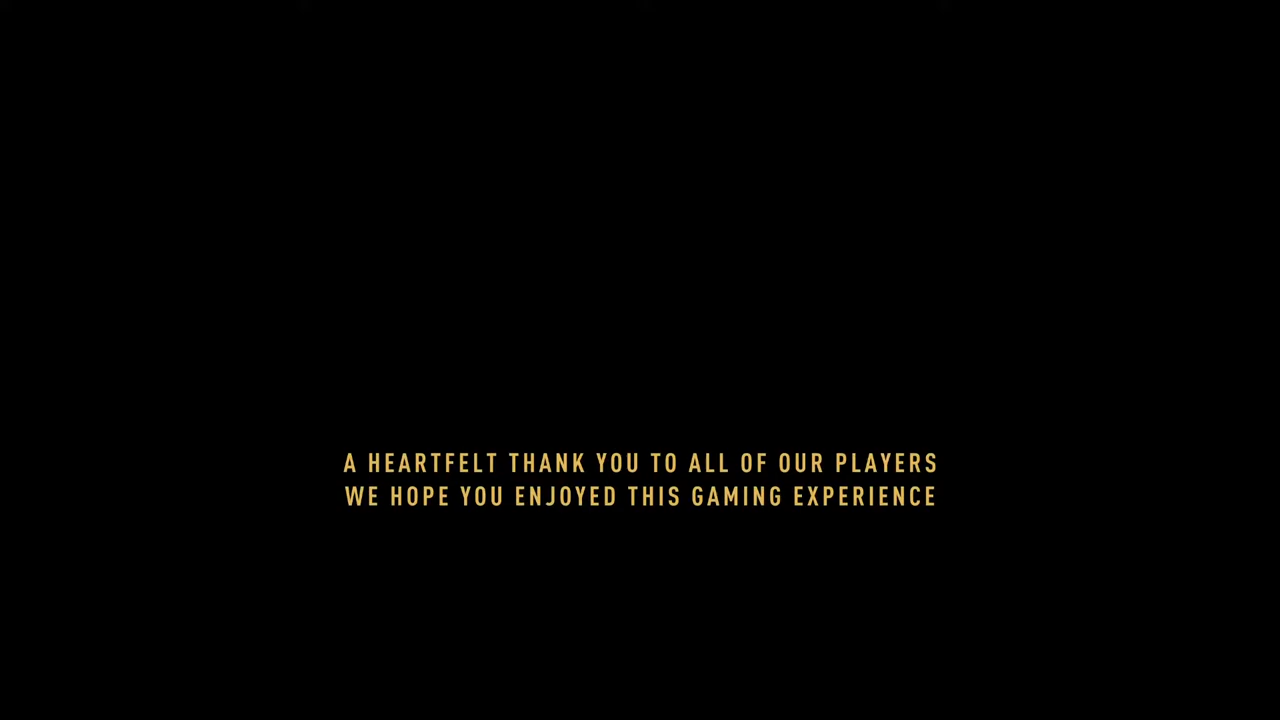 A HEARTFELT THANK YOU TO ALL OF OUR PLAYERS
WE HOPE YOU ENJOYED THIS GAMING EXPERIENCE